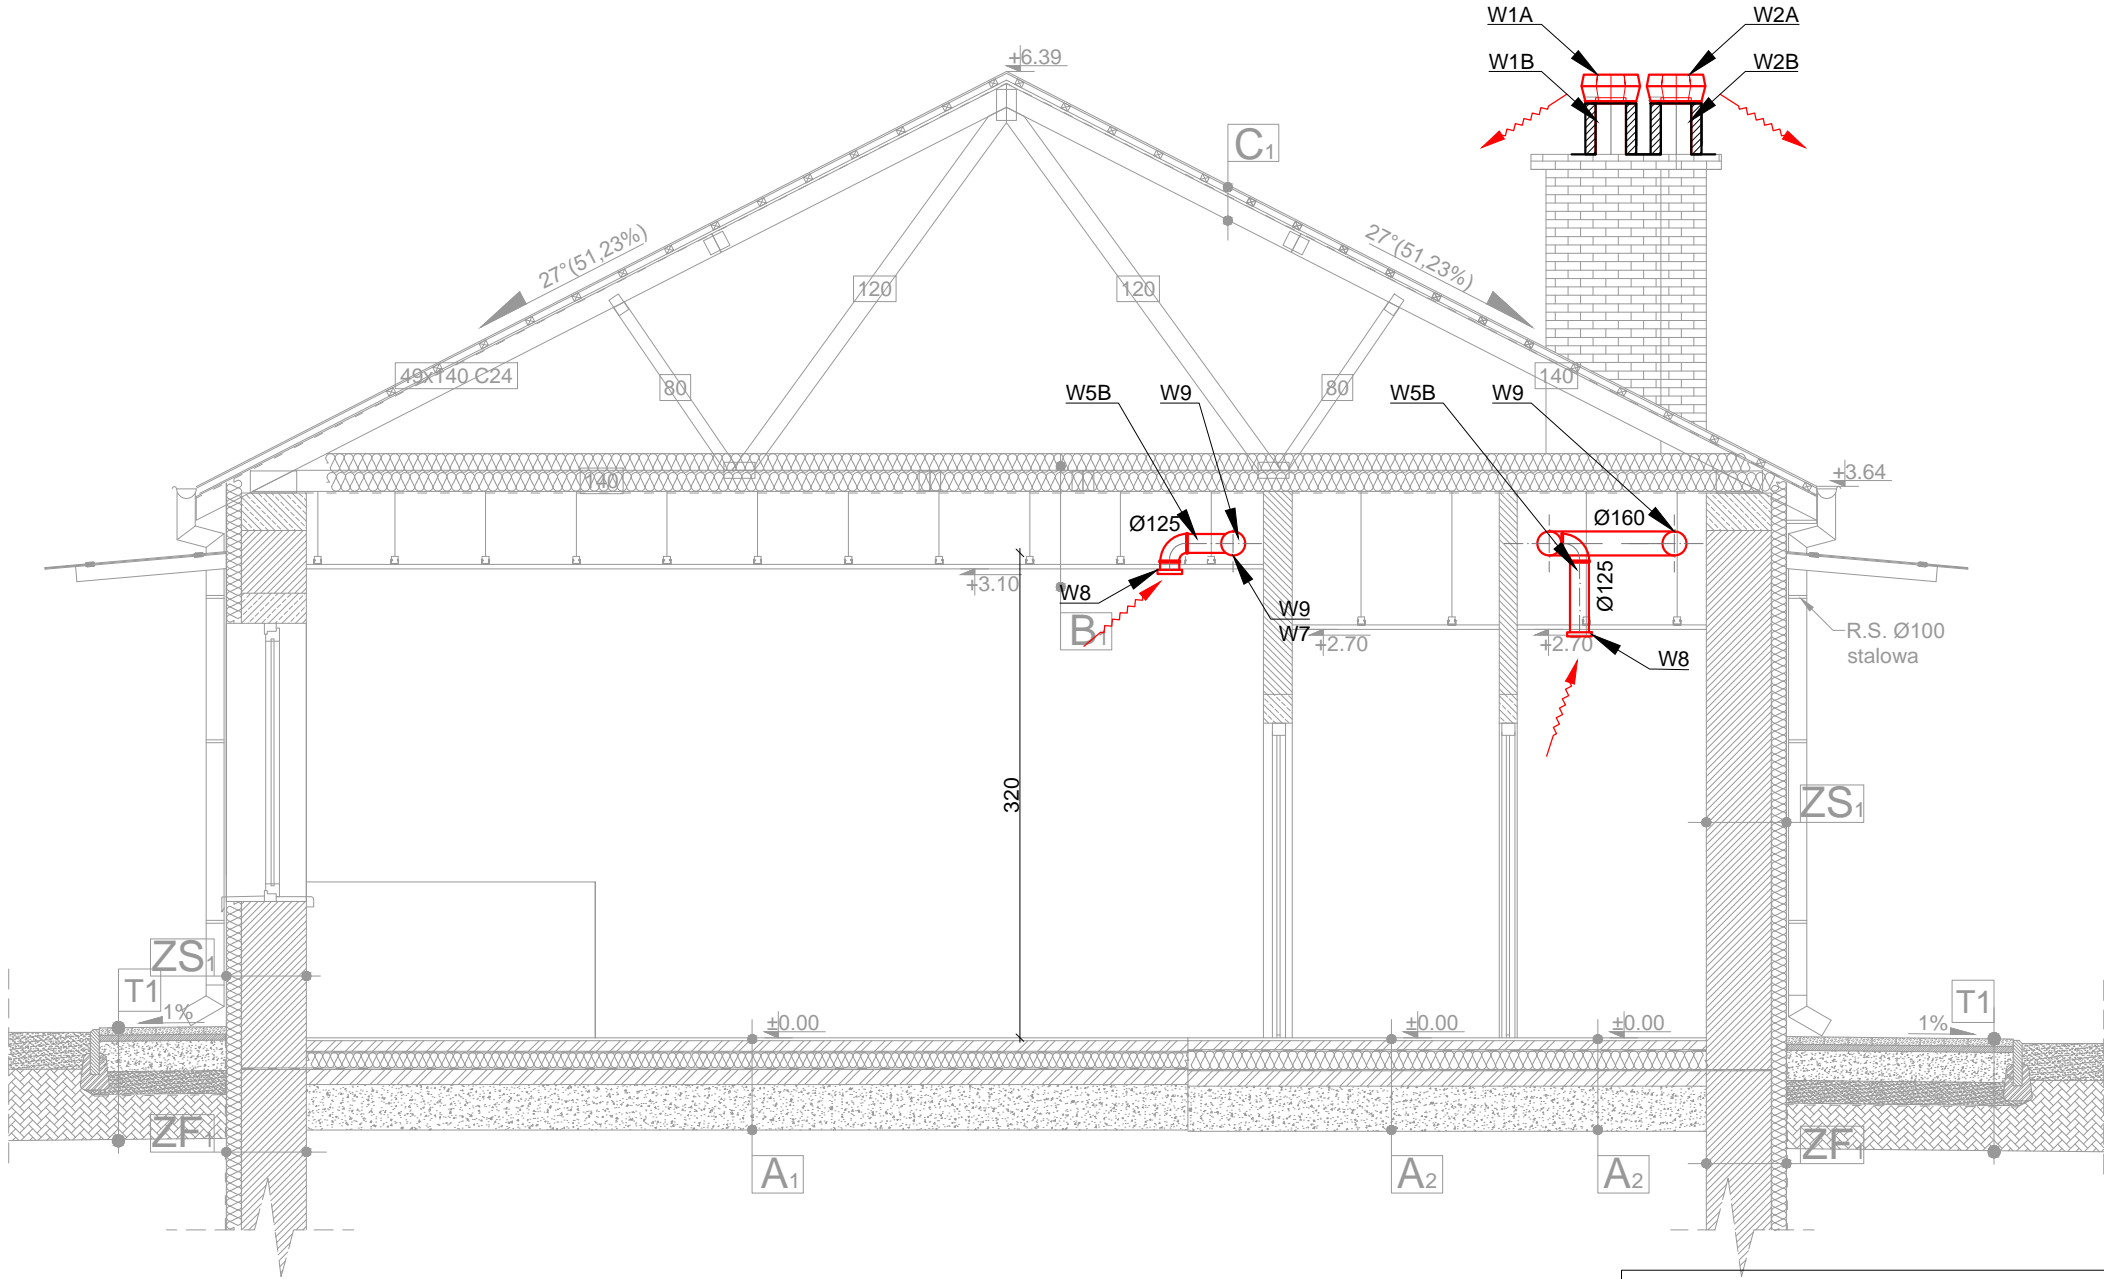 W1A
W2A
W1B
W2B
+6.39
C1
27°(51,23%)
27°(51,23%)
120
120
49x140 C24
80
80
140
W5B
W9
W5B
W9
140
+3.64
Ø125
Ø160
+3.10
W8
B1
W9
W7
Ø125
+2.70
+2.70
W8
R.S. Ø100
stalowa
320
ZS1
ZS1
T1
1%
T1
1%
±0.00
±0.00
±0.00
ZF1
ZF1
A1
A2
A2